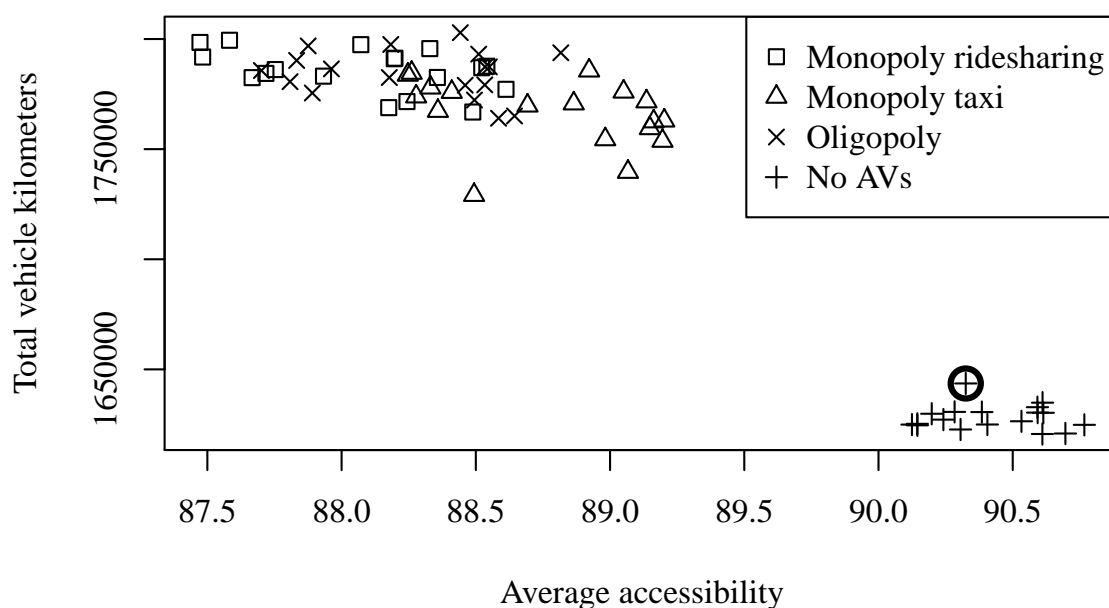 Total vehicle kilometers
1750000
1650000
Monopoly ridesharing
Monopoly taxi
Oligopoly
No AVs
87.5 88.0 88.5 89.0 89.5 90.0 90.5
Average accessibility